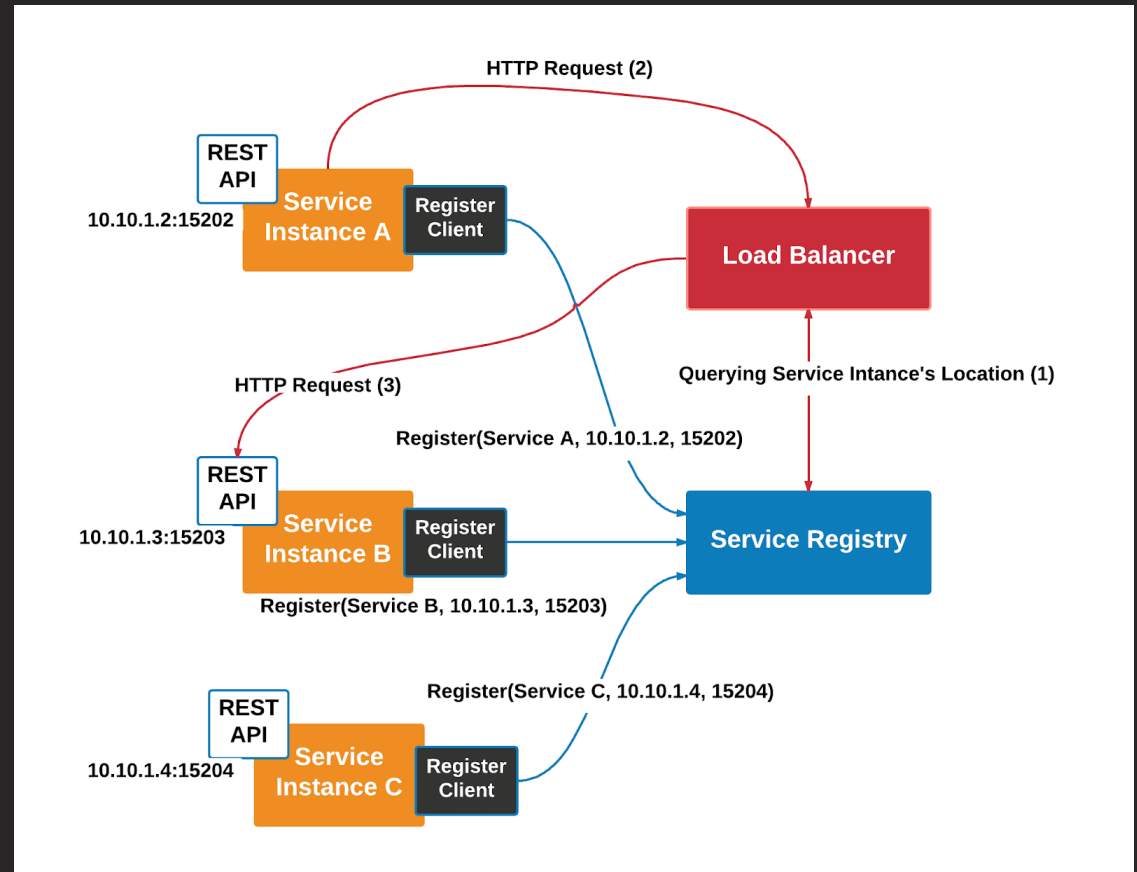 HTTP Request (2)
REST
API
Service
Instance A
Register
Client
10.10.1.2:15202
Load Balancer
Querying Service Intance's Location (1)
HTTP Request (3)
Register(Service A, 10.10.1.2, 15202)
REST
API
Service
Instance B
Register
Client
10.10.1.3:15203
Service Registry
Register(Service B, 10.10.1.3, 15203)
Register(Service C, 10.10.1.4, 15204)
REST
API
Service
Instance C
Register
Client
10.10.1.4:15204